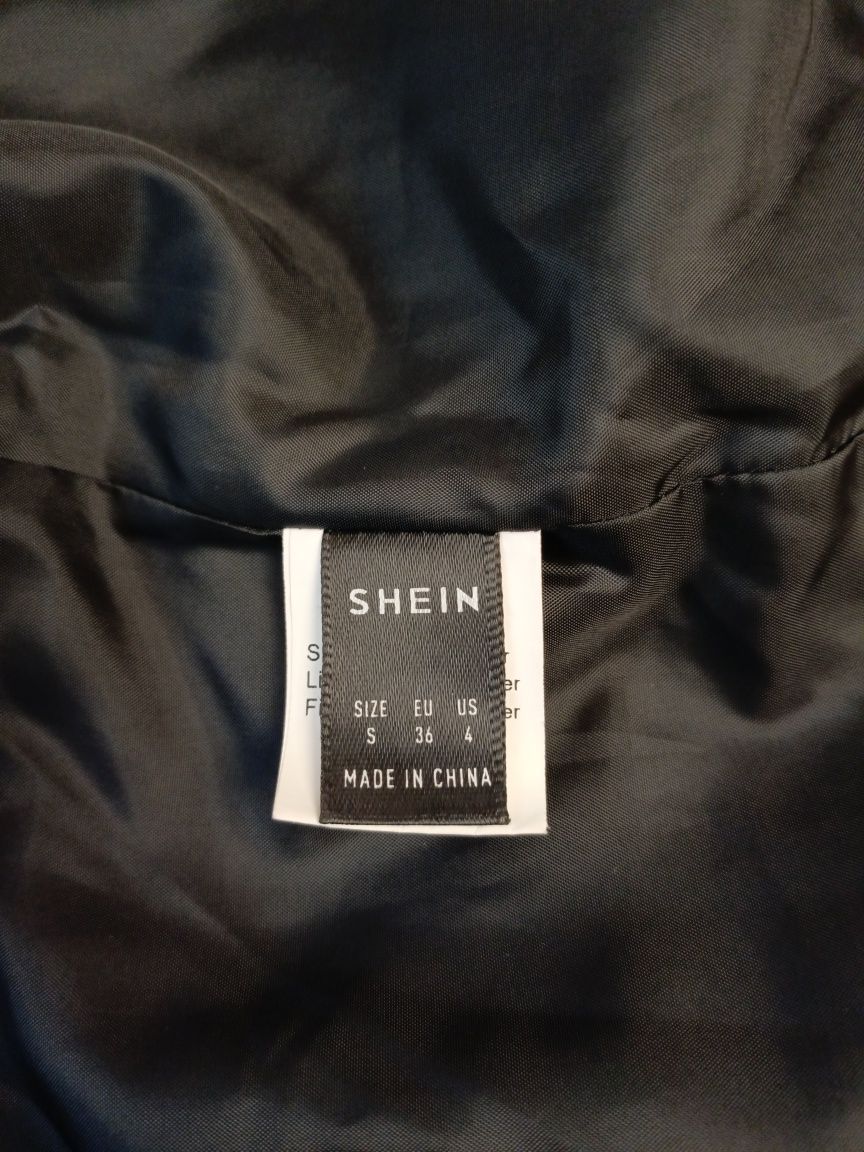 SHEIN
SIZE EU US
S 36 4
MADE IN CHINA